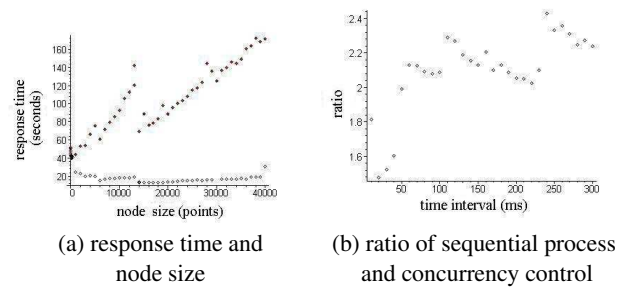 response time
(seconds)
160
140
120
100
80
60
40
20
0 10000 20000 30000 40000
node size (points)
(a) response time and
node size
ratio
2.4
2.2
2
1.8
1.6
50 100 150 200 250 300
time interval (ms)
(b) ratio of sequential process
and concurrency control